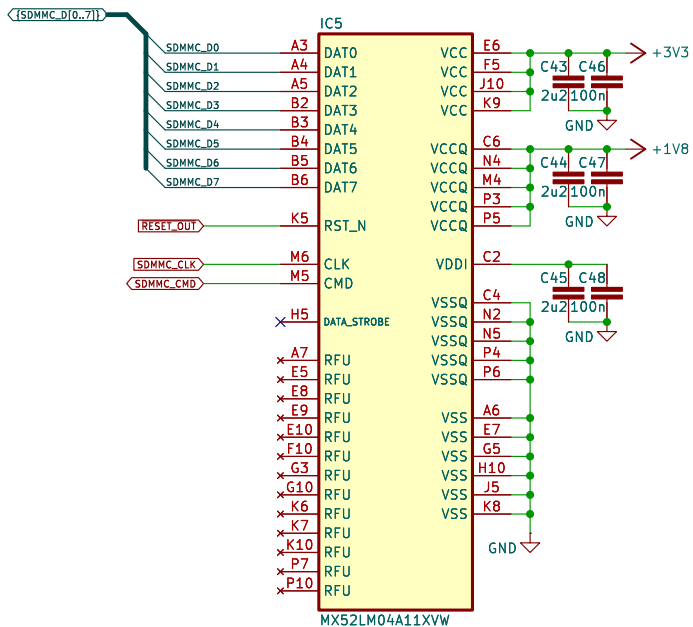 {SDMMC_D[0..7]}
IC5
SDMMC_D0 A3 DAT0 VCC E6 +3V3
SDMMC_D1 A4 DAT1 VCC F5 C43 C46
SDMMC_D2 A5 DAT2 VCC J10 2u2 100n
SDMMC_D3 B2 DAT3 VCC K9
SDMMC_D4 B3 DAT4 GND
SDMMC_D5 B4 DAT5 VCCQ C6 +1V8
SDMMC_D6 B5 DAT6 VCCQ N4 C44 C47
SDMMC_D7 B6 DAT7 VCCQ M4 2u2 100n
VCCQ P3
RESET_OUT K5 RST_N VCCQ P5 GND
SDMMC_CLK M6 CLK VDDI C2
SDMMC_CMD M5 CMD C45 C48
VSSQ C4 2u2 100n
H5 DATA_STROBE VSSQ N2
VSSQ N5 GND
A7 RFU VSSQ P4
E5 RFU VSSQ P6
E8 RFU
E9 RFU VSS A6
E10 RFU VSS E7
F10 RFU VSS G5
G3 RFU VSS H10
G10 RFU VSS J5
K6 RFU VSS K8
K7 RFU
K10 RFU GND
P7 RFU
P10 RFU
MX52LM04A11XVW